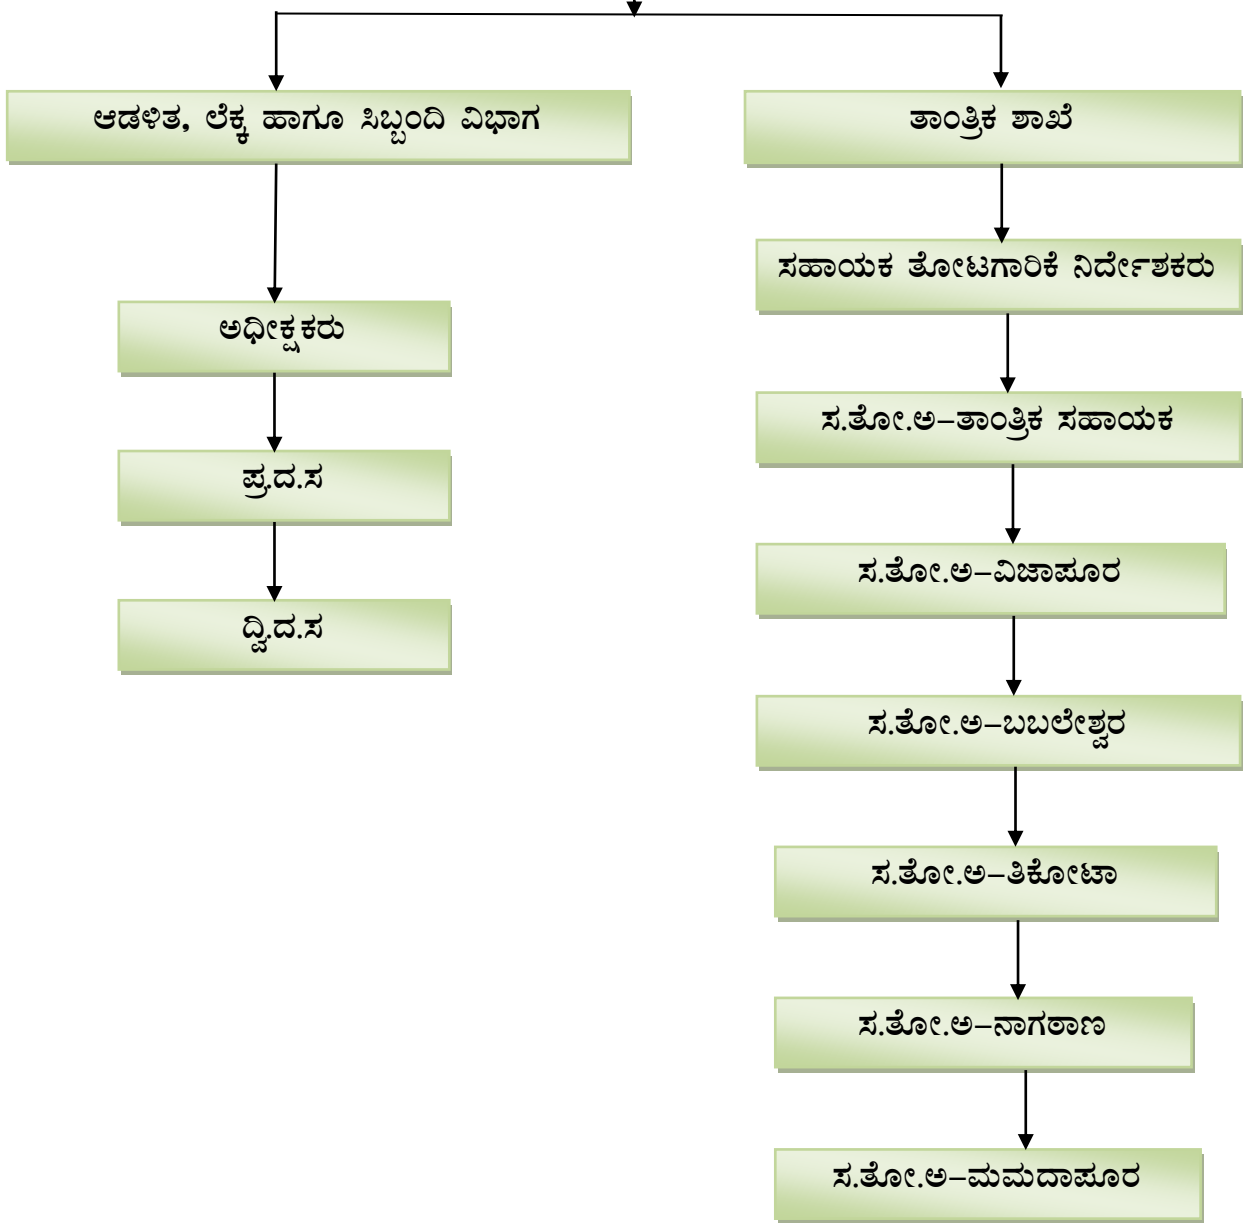 ಆಡಳಿತ, ಲೆಕ್ಕ ಹಾಗೂ ಸಿಬ್ಬಂದಿ ವಿಭಾಗ
ಅಧೀಕ್ಷಕರು
ಪ್ರ.ದ.ಸ
ದ್ವಿ.ದ.ಸ
ತಾಂತ್ರಿಕ ಶಾಖೆ
ಸಹಾಯಕ ತೋಟಗಾರಿಕೆ ನಿರ್ದೇಶಕರು
ಸ.ತೋ.ಅ–ತಾಂತ್ರಿಕ ಸಹಾಯಕ
ಸ.ತೋ.ಅ–ವಿಜಾಪೂರ
ಸ.ತೋ.ಅ–ಬಬಲೇಶ್ವರ
ಸ.ತೋ.ಅ–ತಿಕೋಟಾ
ಸ.ತೋ.ಅ–ನಾಗಠಾಣ
ಸ.ತೋ.ಅ–ಮಮದಾಪೂರ